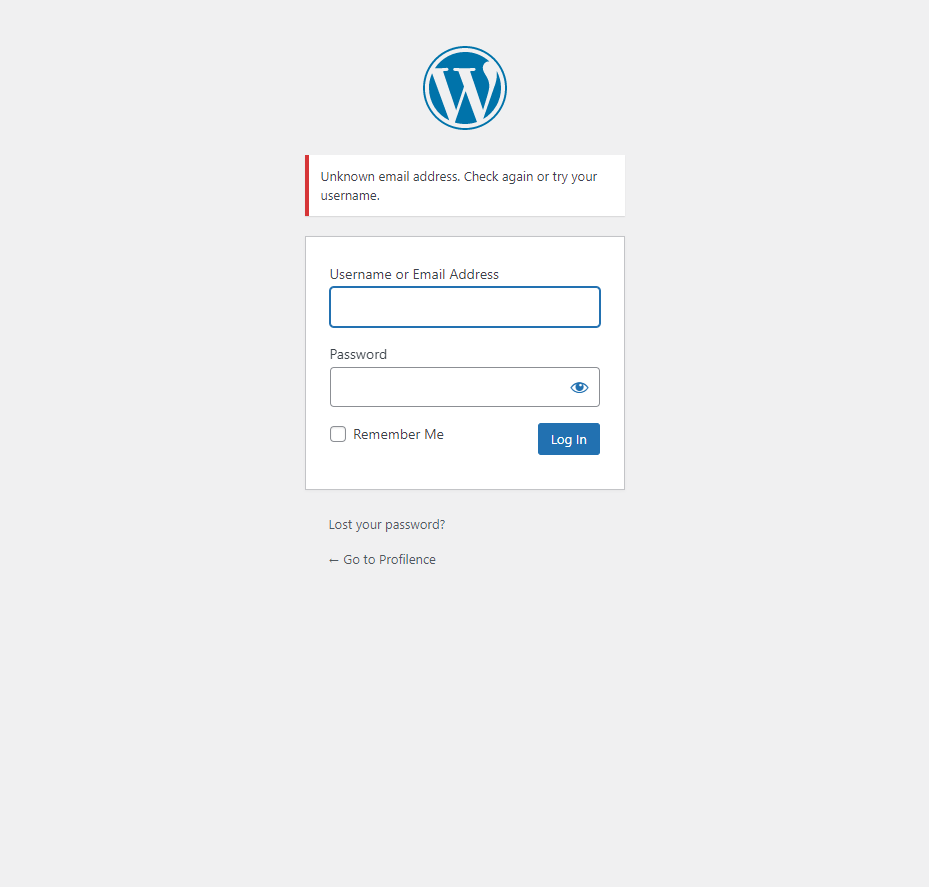 Unknown email address. Check again or try your
username.
Username or Email Address
Password
Remember Me
Log In
Lost your password?
← Go to Profilence